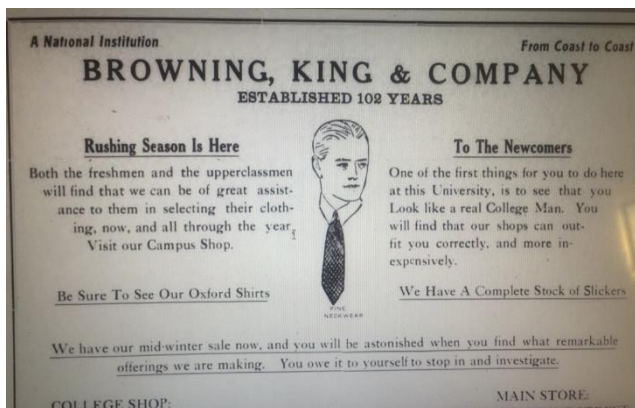 A National Institution
From Coast to Coast
BROWNING, KING & COMPANY
ESTABLISHED 102 YEARS
Rushing Season Is Here
Both the freshmen and the upperclassmen
will find that we can be of great assist-
ance to them in selecting their cloth-
ing, now, and all through the year,
Visit our Campus Shop.
Be Sure To See Our Oxford Shirts
FINE
NECKWEAR
To The Newcomers
One of the first things for you to do here
at this University, is to see that you
Look like a real College Man. You
will find that our shops can out-
fit you correctly, and more in-
expensively.
We Have A Complete Stock of Slickers
We have our mid-winter sale now, and you will be astonished when you find what remarkable
offerings we are making. You owe it to yourself to stop in and investigate.
COLLEGE SHOP:
MAIN STORE: